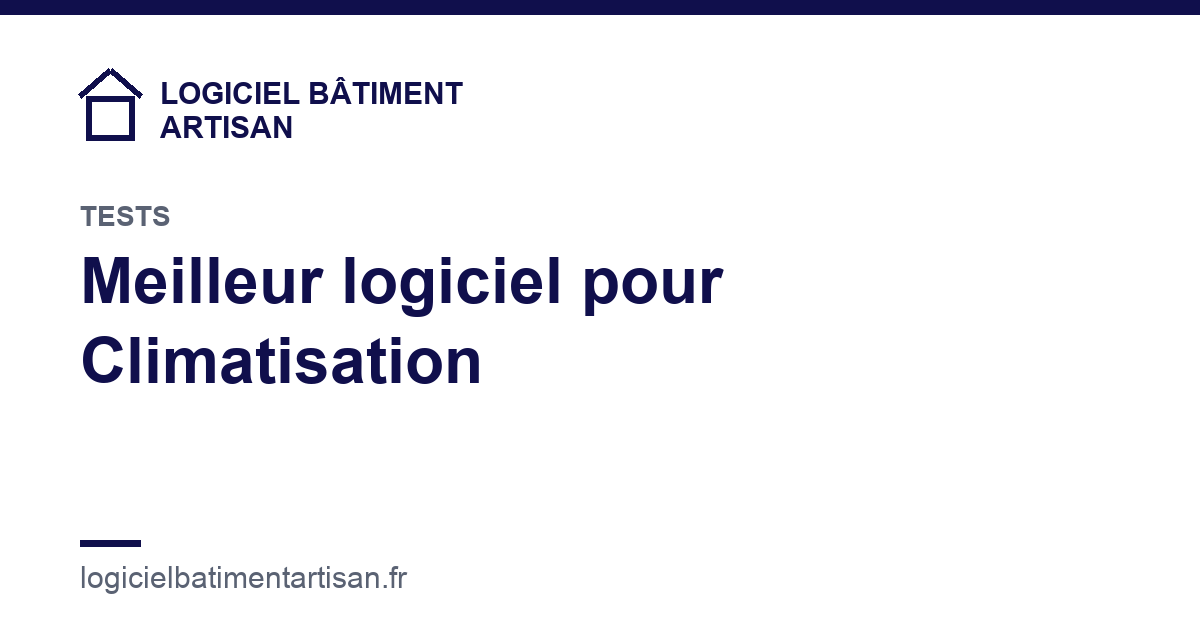 LOGICIEL BÂTIMENT
ARTISAN
TESTS
Meilleur logiciel pour
Climatisation
logicielbatimentartisan.fr